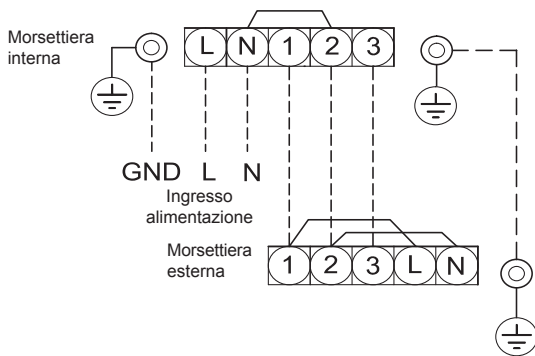 Morsettiera
interna
L N 1 2 3
GND L N
Ingresso
alimentazione
Morsettiera
esterna
1 2 3 L N